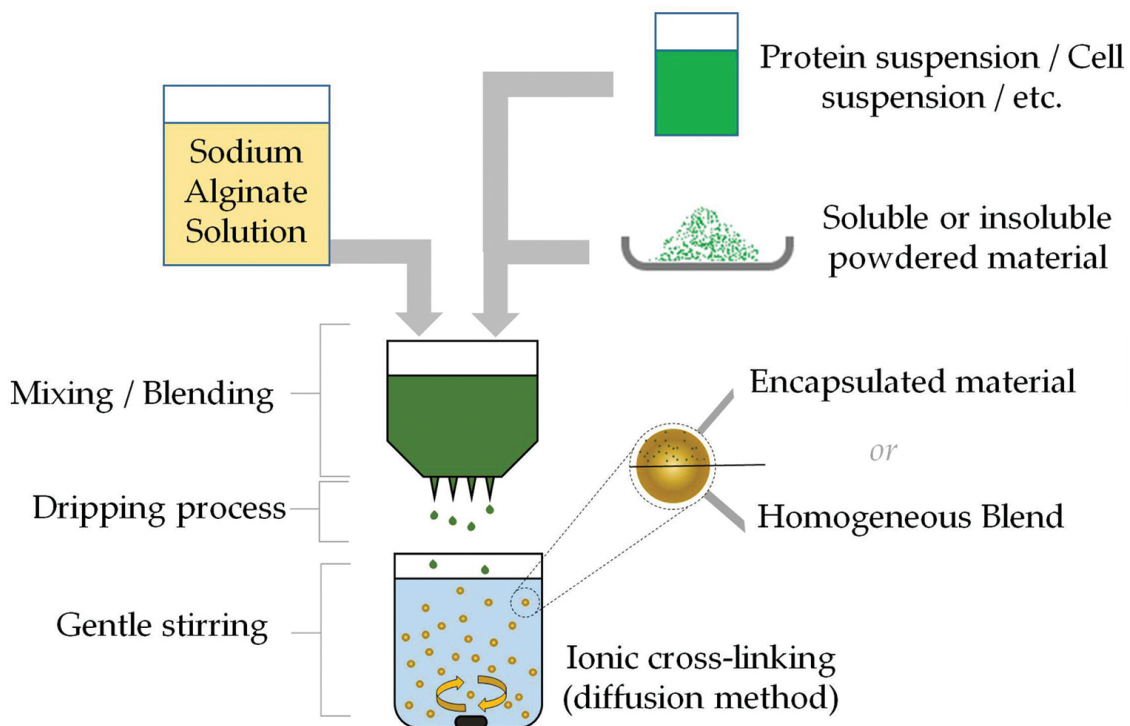 Protein suspension / Cell
suspension / etc.
Sodium
Alginate
Solution
Soluble or insoluble
powdered material
Mixing / Blending
Encapsulated material
or
Homogeneous Blend
Dripping process
Gentle stirring
Ionic cross-linking
(diffusion method)